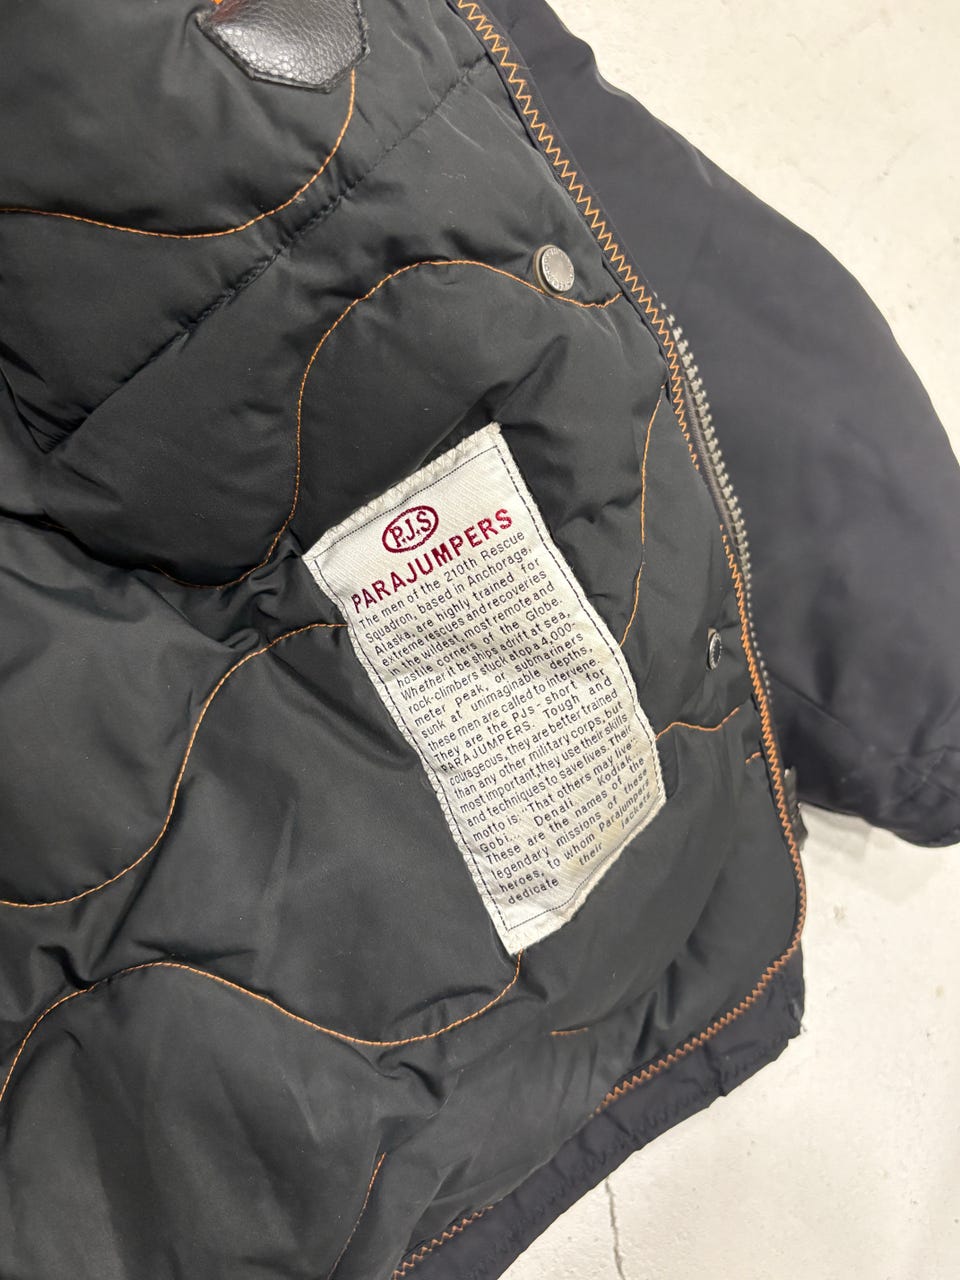 P.J.S
PARAJUMPERS
The men of the 210th Rescue
Squadron, based in Anchorage,
Alaska, are highly trained for
extreme rescues and recoveries
in the wildest, most remote and
hostile corners of the Globe.
Whether it be ships adrift at sea,
rock-climbers stuck atop a 4,000-
meter peak, or submariners
sunk at unimaginable depths,
these men are called to intervene.
They are the PJs - short for
PARAJUMPERS. Tough and
courageous, they are better trained
than any other military corps, but
most important, they use their skills
and techniques to save lives. Their
motto is: "That others may live".
Gobi... Denali... Kodiak...
These are the names of the
legendary missions of these
heroes, to whom Parajumpers
dedicate their jackets.